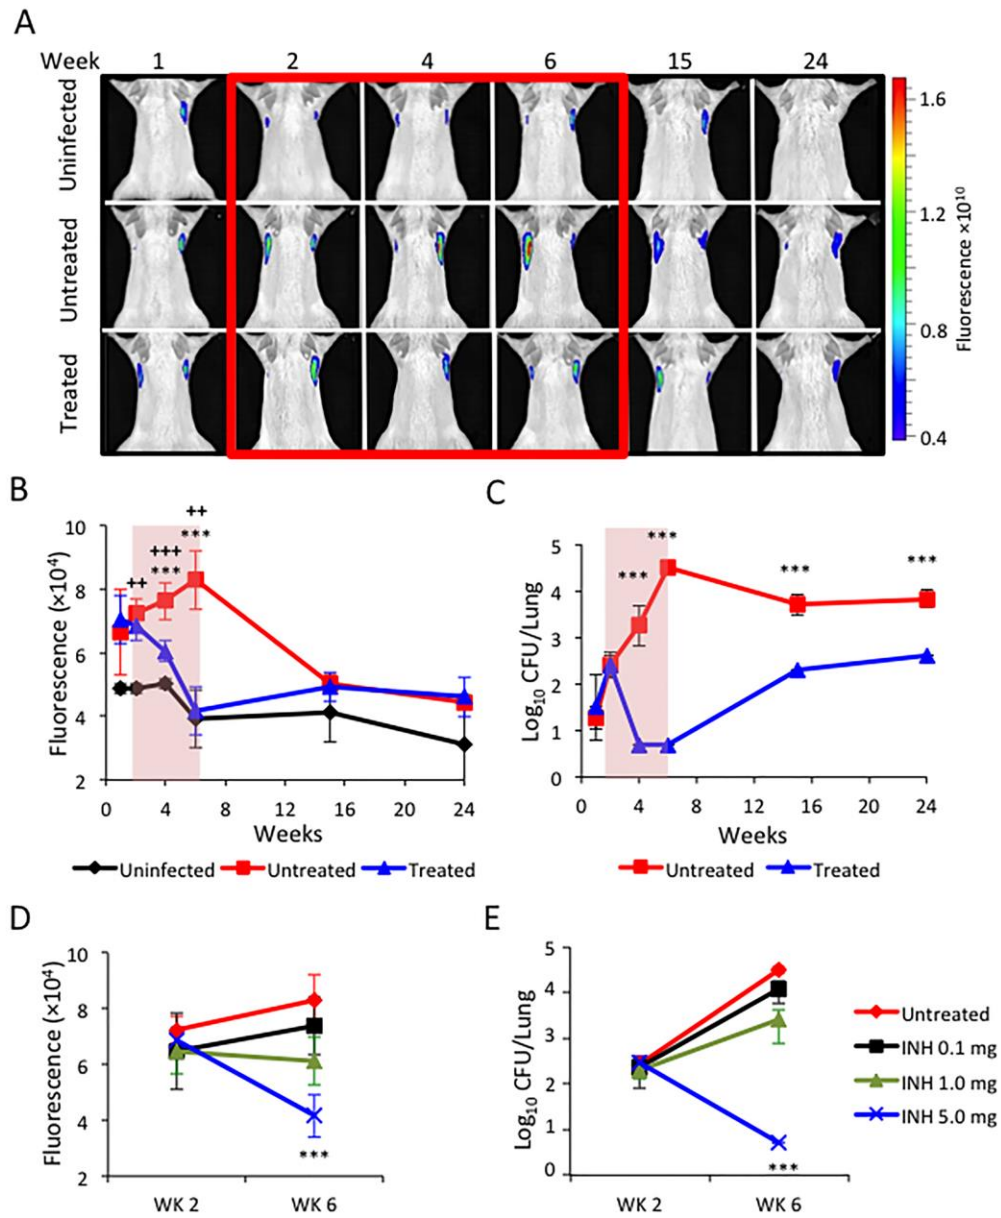 A
Week 1 2 4 6 15 24
Uninfected
Untreated
Treated
1.6
1.2
0.8
0.4
Fluorescence ×10¹⁰
B
10
8
6
4
2
Fluorescence (×10⁴)
++
+++
***
++
***
0 4 8 12 16 20 24
Weeks
Uninfected Untreated Treated
C
5
4
3
2
1
0
Log₁₀ CFU/Lung
***
***
***
***
0 4 8 12 16 20 24
Weeks
Untreated Treated
D
10
8
6
4
2
Fluorescence (×10⁴)
***
WK 2 WK 6
E
5
4
3
2
1
0
Log₁₀ CFU/Lung
***
WK 2 WK 6
Untreated
INH 0.1 mg
INH 1.0 mg
INH 5.0 mg